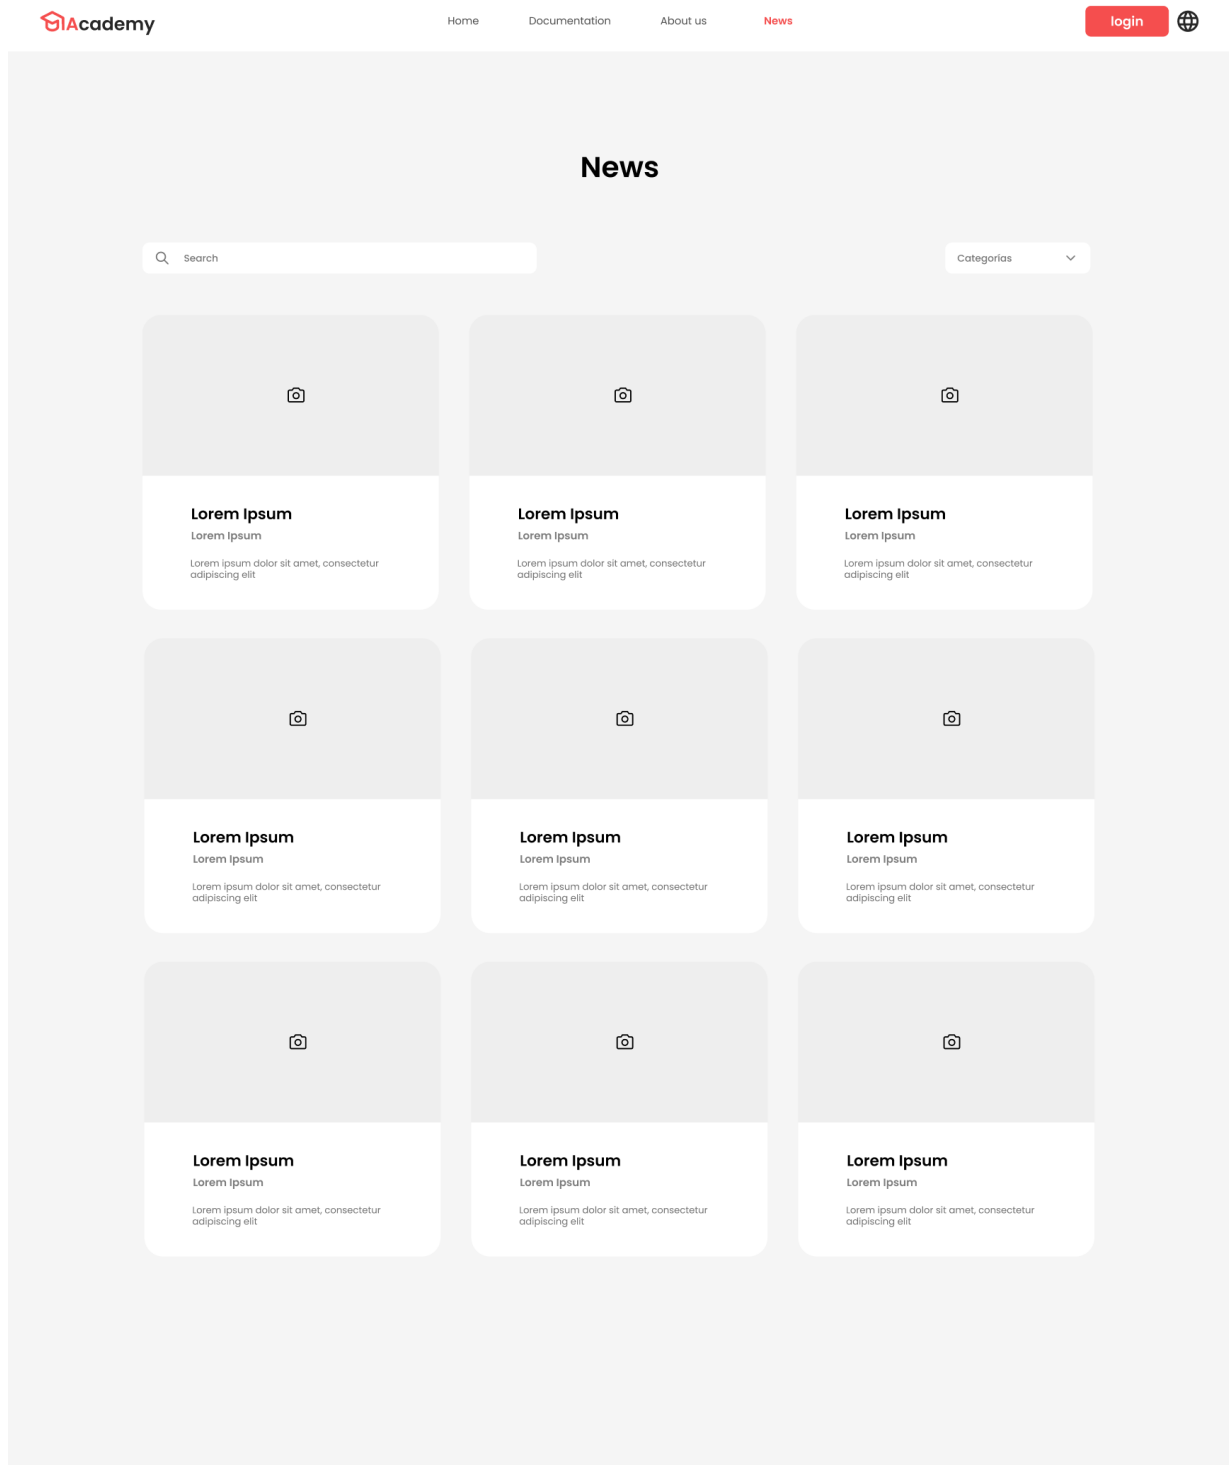 IAcademy
Home
Documentation
About us
News
login
News
Search
Categorias
Lorem Ipsum
Lorem Ipsum
Lorem ipsum dolor sit amet, consectetur
adipiscing elit
Lorem Ipsum
Lorem Ipsum
Lorem ipsum dolor sit amet, consectetur
adipiscing elit
Lorem Ipsum
Lorem Ipsum
Lorem ipsum dolor sit amet, consectetur
adipiscing elit
Lorem Ipsum
Lorem Ipsum
Lorem ipsum dolor sit amet, consectetur
adipiscing elit
Lorem Ipsum
Lorem Ipsum
Lorem ipsum dolor sit amet, consectetur
adipiscing elit
Lorem Ipsum
Lorem Ipsum
Lorem ipsum dolor sit amet, consectetur
adipiscing elit
Lorem Ipsum
Lorem Ipsum
Lorem ipsum dolor sit amet, consectetur
adipiscing elit
Lorem Ipsum
Lorem Ipsum
Lorem ipsum dolor sit amet, consectetur
adipiscing elit
Lorem Ipsum
Lorem Ipsum
Lorem ipsum dolor sit amet, consectetur
adipiscing elit